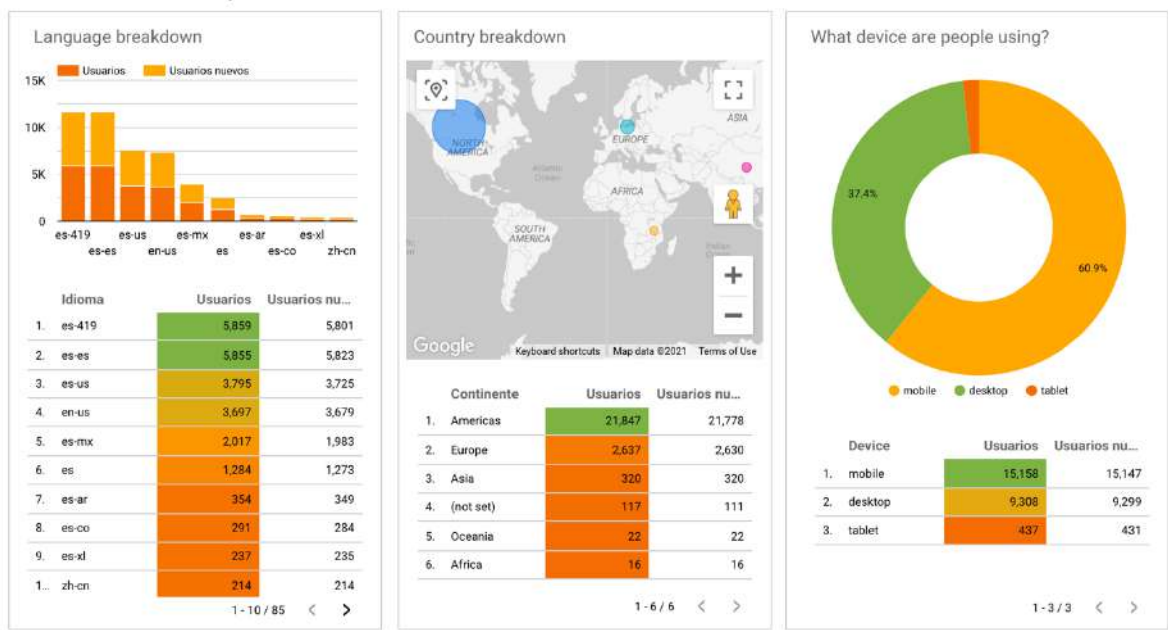 Language breakdown
Usuarios Usuarios nuevos
15K
10K
5K
0
es-419 es-us es-mx es-ar es-xl
es-es en-us es es-co zh-cn
Idioma Usuarios Usuarios nu...
1. es-419 5,859 5,801
2. es-es 5,855 5,823
3. es-us 3,795 3,725
4. en-us 3,697 3,679
5. es-mx 2,017 1,983
6. es 1,284 1,273
7. es-ar 354 349
8. es-co 291 284
9. es-xl 237 235
1... zh-cn 214 214
1 - 10 / 85 < >
Country breakdown
NORTH
AMERICA
EUROPE
ASIA
Atlantic
Ocean
AFRICA
SOUTH
AMERICA
Indian
Ocean
Google Keyboard shortcuts Map data ©2021 Terms of Use
Continente Usuarios Usuarios nu...
1. Americas 21,847 21,778
2. Europe 2,637 2,630
3. Asia 320 320
4. (not set) 117 111
5. Oceania 22 22
6. Africa 16 16
1 - 6 / 6 < >
What device are people using?
37.4%
60.9%
mobile desktop tablet
Device Usuarios Usuarios nu...
1. mobile 15,158 15,147
2. desktop 9,308 9,299
3. tablet 437 431
1 - 3 / 3 < >